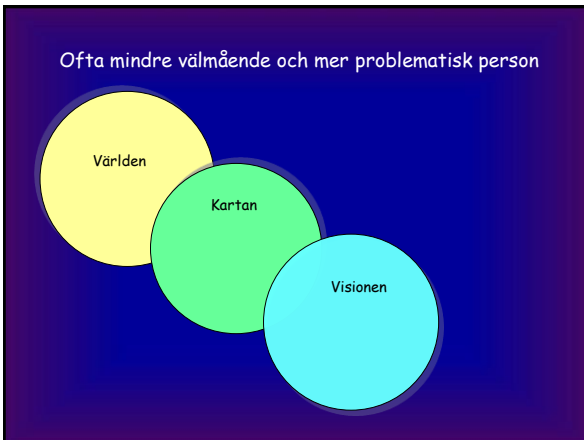 Ofta mindre välmående och mer problematisk person
Världen
Kartan
Visionen